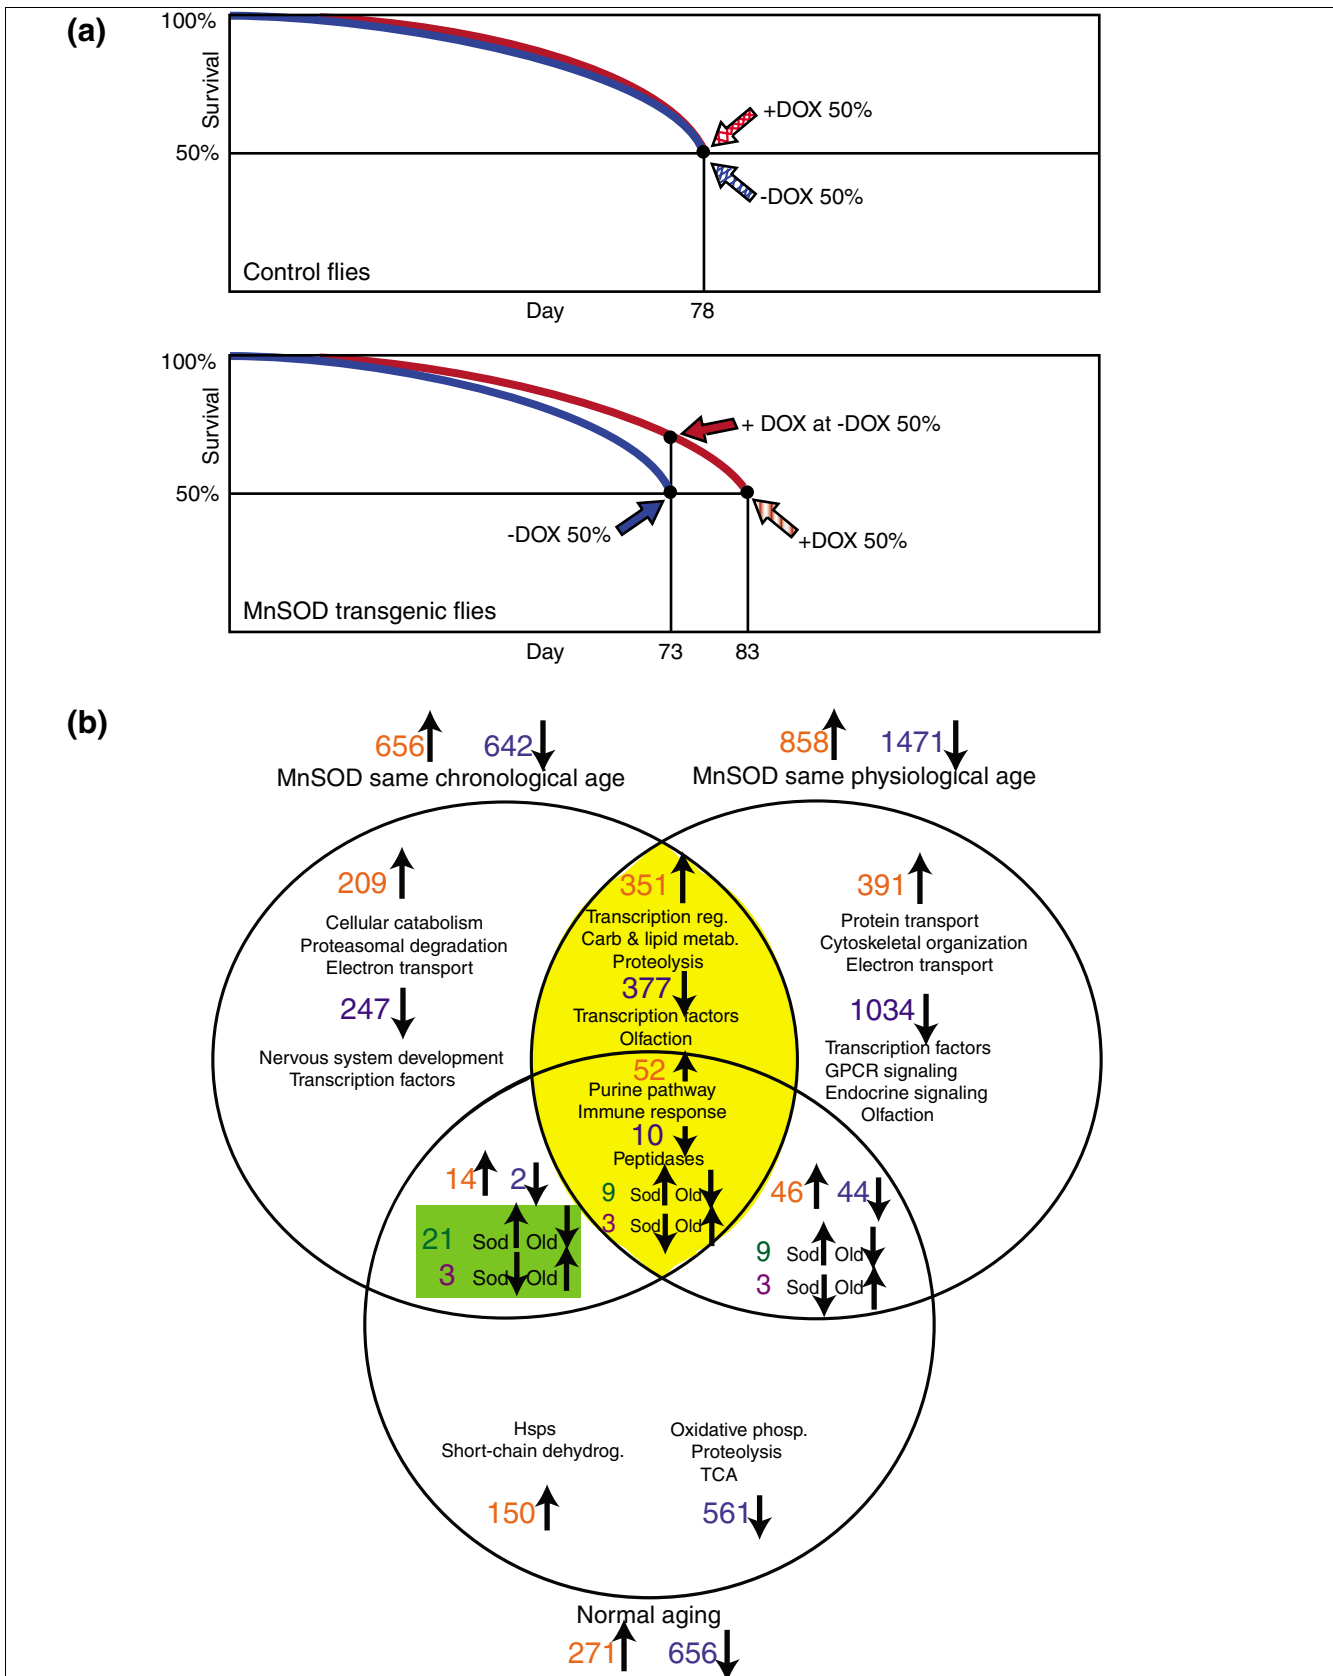 (a)
100%
Survival
50%
+DOX 50%
-DOX 50%
Control flies
Day
78
100%
Survival
50%
+ DOX at -DOX 50%
-DOX 50%
+DOX 50%
MnSOD transgenic flies
Day
73
83
(b)
656 642
MnSOD same chronological age
858 1471
MnSOD same physiological age
209
Cellular catabolism
Proteasomal degradation
Electron transport
247
Nervous system development
Transcription factors
351
Transcription reg.
Carb & lipid metab.
Proteolysis
377
Transcription factors
Olfaction
391
Protein transport
Cytoskeletal organization
Electron transport
1034
Transcription factors
GPCR signaling
Endocrine signaling
Olfaction
52
Purine pathway
Immune response
10
Peptidases
9 Sod Old
3 Sod Old
14 2
21 Sod Old
3 Sod Old
46 44
9 Sod Old
3 Sod Old
Hsps
Short-chain dehydrog.
150
Oxidative phosp.
Proteolysis
TCA
561
Normal aging
271 656